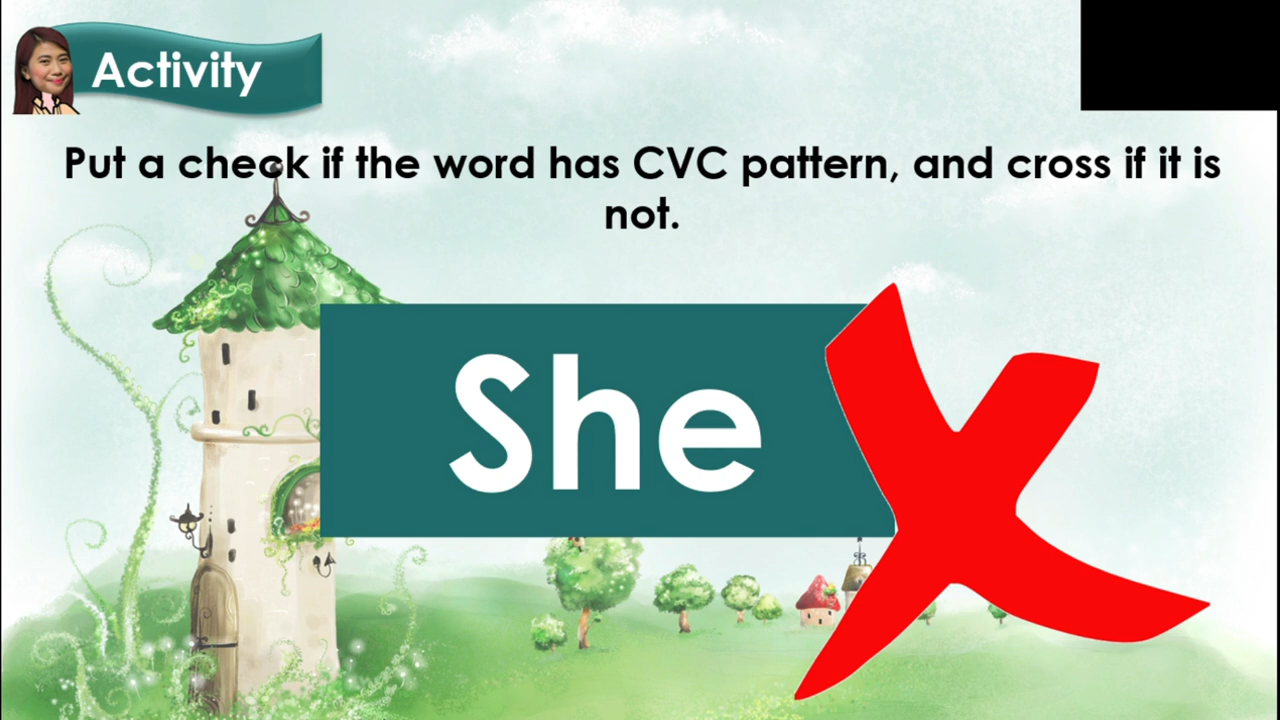 Activity
Put a check if the word has CVC pattern, and cross if it is
not.
She